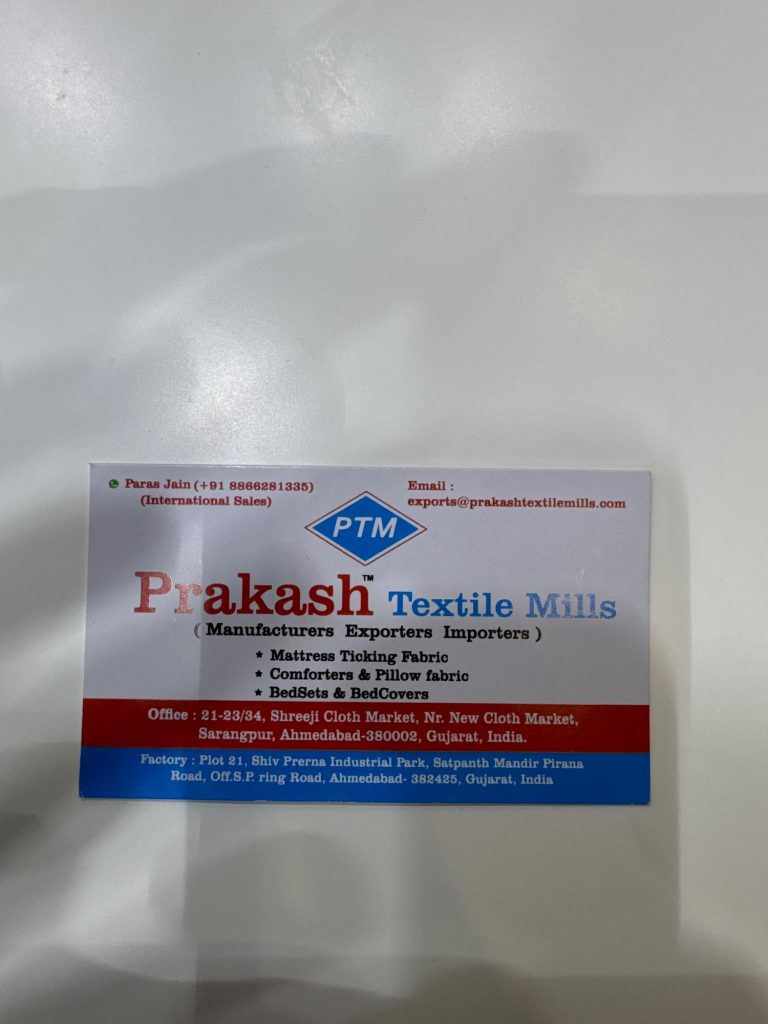 Paras Jain (+91 8866281335)
(International Sales)
Email :
exports@prakashtextilemills.com
PTM
Prakash™ Textile Mills
( Manufacturers Exporters Importers )
★ Mattress Ticking Fabric
★ Comforters & Pillow fabric
★ BedSets & BedCovers
Office : 21-23/34, Shreeji Cloth Market, Nr. New Cloth Market,
Sarangpur, Ahmedabad-380002, Gujarat, India.
Factory : Plot 21, Shiv Prerna Industrial Park, Satpanth Mandir Pirana
Road, Off.S.P. ring Road, Ahmedabad- 382425, Gujarat, India